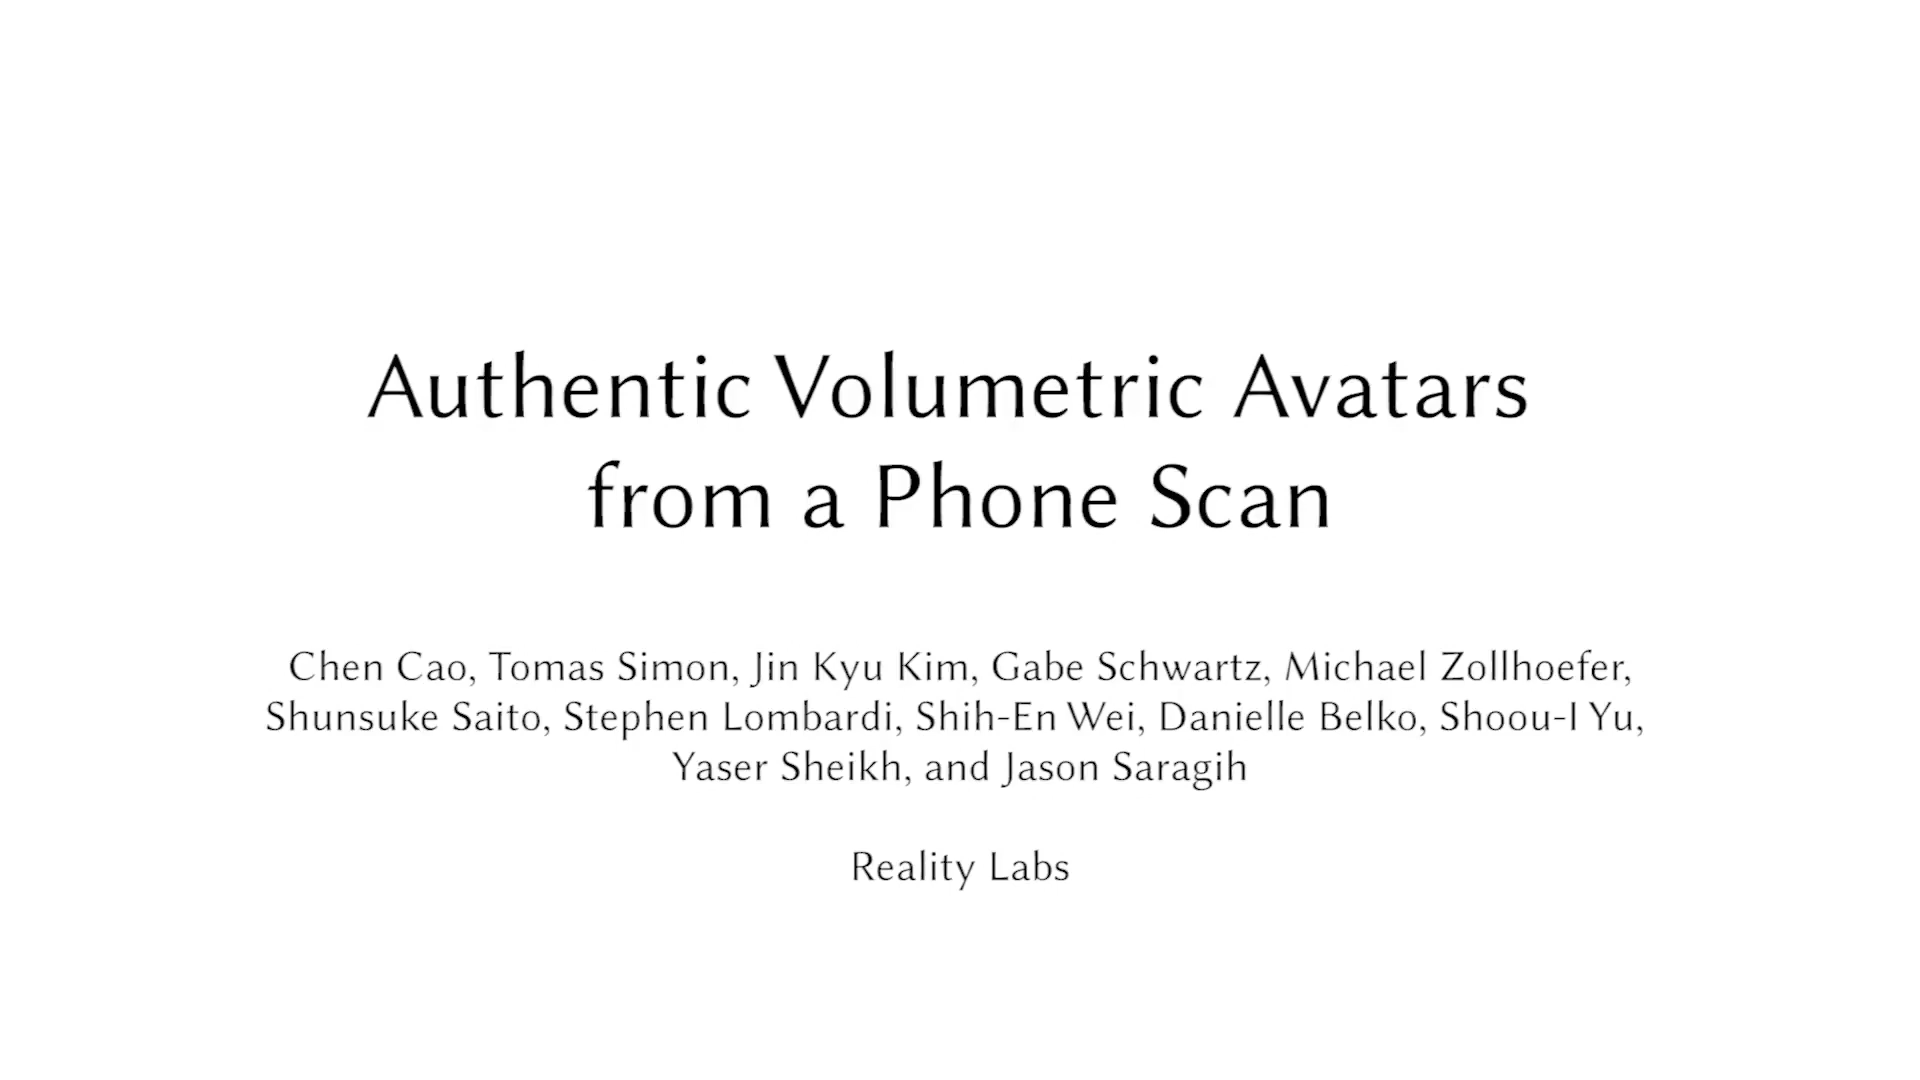 Authentic Volumetric Avatars
from a Phone Scan
Chen Cao, Tomas Simon, Jin Kyu Kim, Gabe Schwartz, Michael Zollhoefer,
Shunsuke Saito, Stephen Lombardi, Shih-En Wei, Danielle Belko, Shoou-I Yu,
Yaser Sheikh, and Jason Saragih
Reality Labs